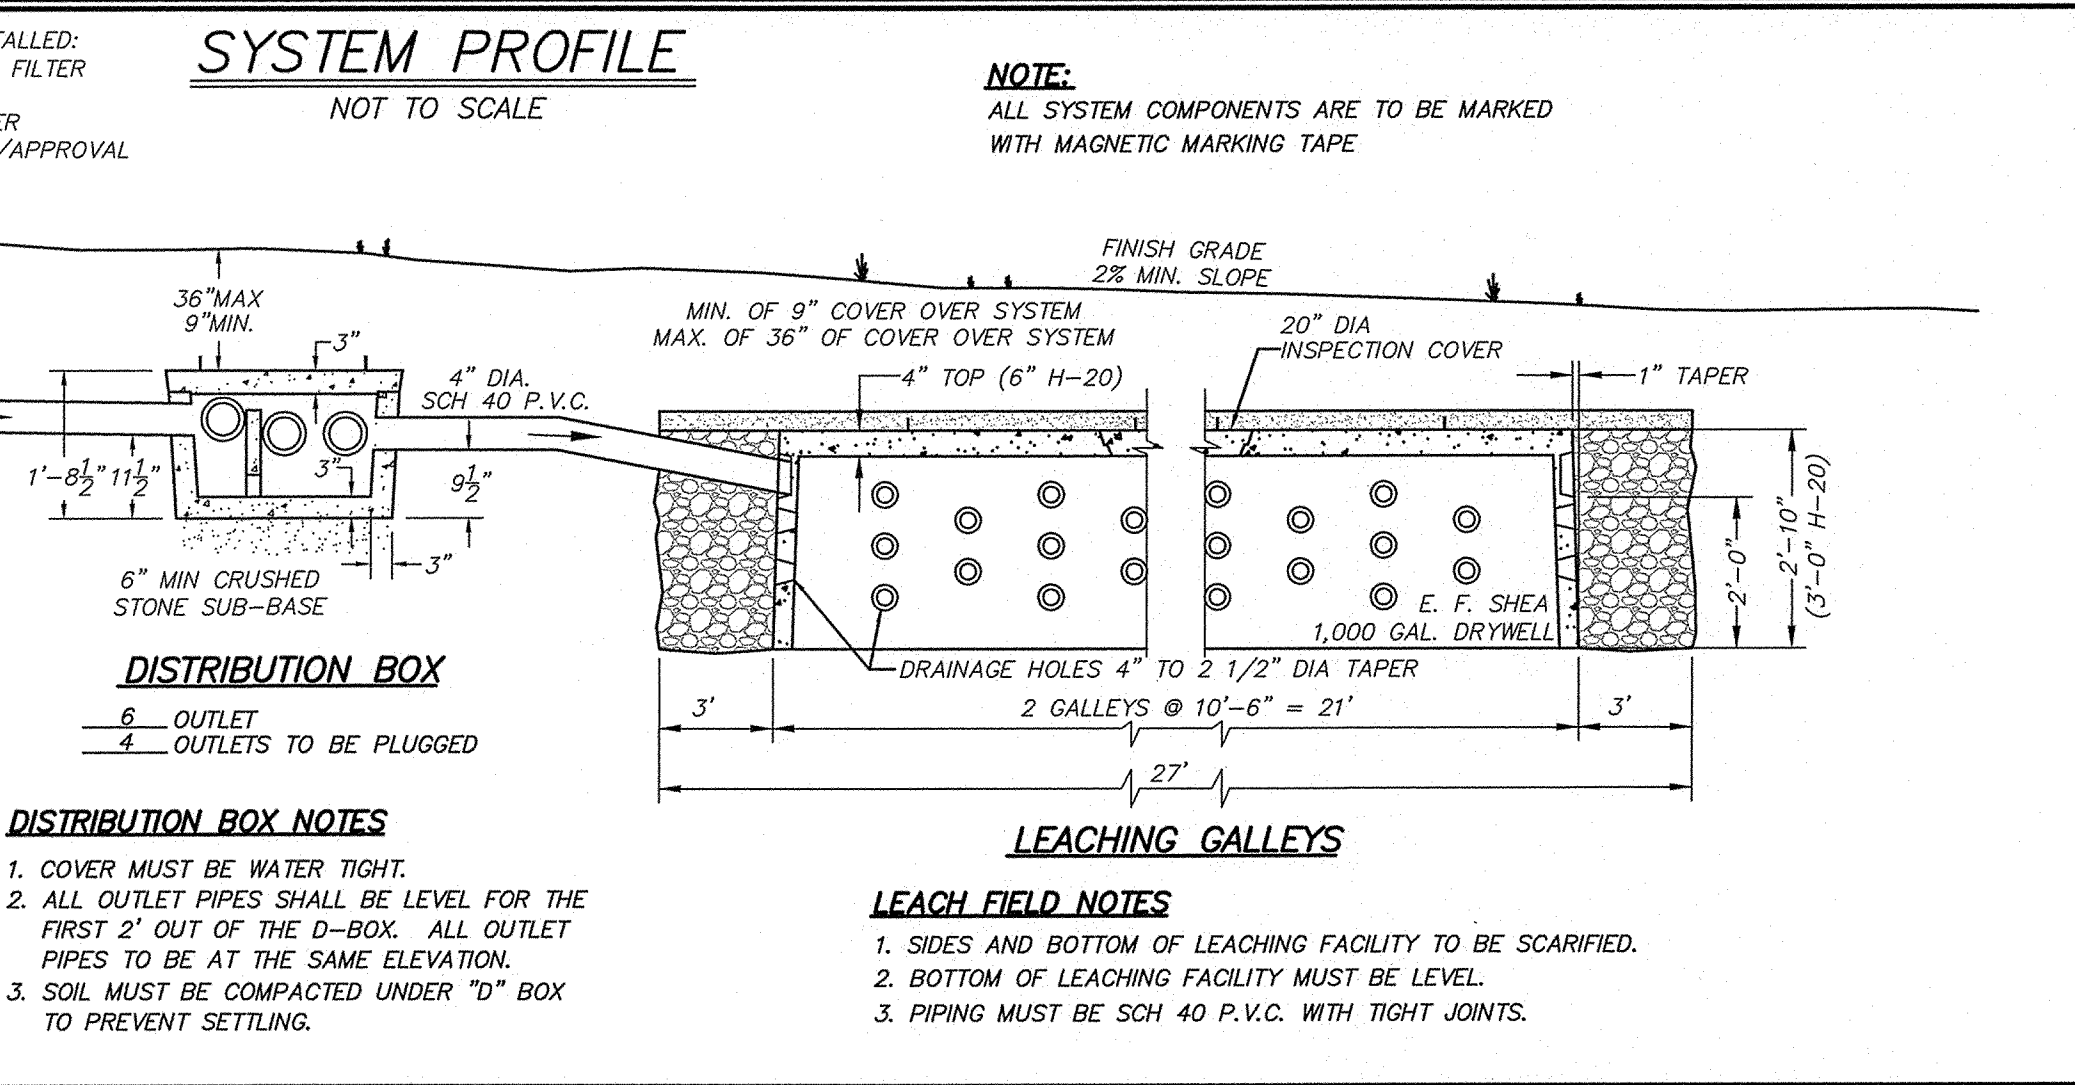 TALLED:
FILTER
ER
/APPROVAL
SYSTEM PROFILE
NOT TO SCALE
NOTE:
ALL SYSTEM COMPONENTS ARE TO BE MARKED
WITH MAGNETIC MARKING TAPE
FINISH GRADE
2% MIN. SLOPE
36"MAX
9"MIN.
MIN. OF 9" COVER OVER SYSTEM
MAX. OF 36" OF COVER OVER SYSTEM
20" DIA
INSPECTION COVER
3"
4" DIA.
SCH 40 P.V.C.
4" TOP (6" H-20)
1" TAPER
1'-8 1/2"
11 1/2"
3"
9 1/2"
3"
6" MIN CRUSHED
STONE SUB-BASE
E. F. SHEA
1,000 GAL. DRYWELL
2'-0"
2'-10"
(3'-0" H-20)
DRAINAGE HOLES 4" TO 2 1/2" DIA TAPER
3'
2 GALLEYS @ 10'-6" = 21'
3'
27'
DISTRIBUTION BOX
6 OUTLET
4 OUTLETS TO BE PLUGGED
DISTRIBUTION BOX NOTES
1. COVER MUST BE WATER TIGHT.
2. ALL OUTLET PIPES SHALL BE LEVEL FOR THE
FIRST 2' OUT OF THE D-BOX. ALL OUTLET
PIPES TO BE AT THE SAME ELEVATION.
3. SOIL MUST BE COMPACTED UNDER "D" BOX
TO PREVENT SETTLING.
LEACHING GALLEYS
LEACH FIELD NOTES
1. SIDES AND BOTTOM OF LEACHING FACILITY TO BE SCARIFIED.
2. BOTTOM OF LEACHING FACILITY MUST BE LEVEL.
3. PIPING MUST BE SCH 40 P.V.C. WITH TIGHT JOINTS.